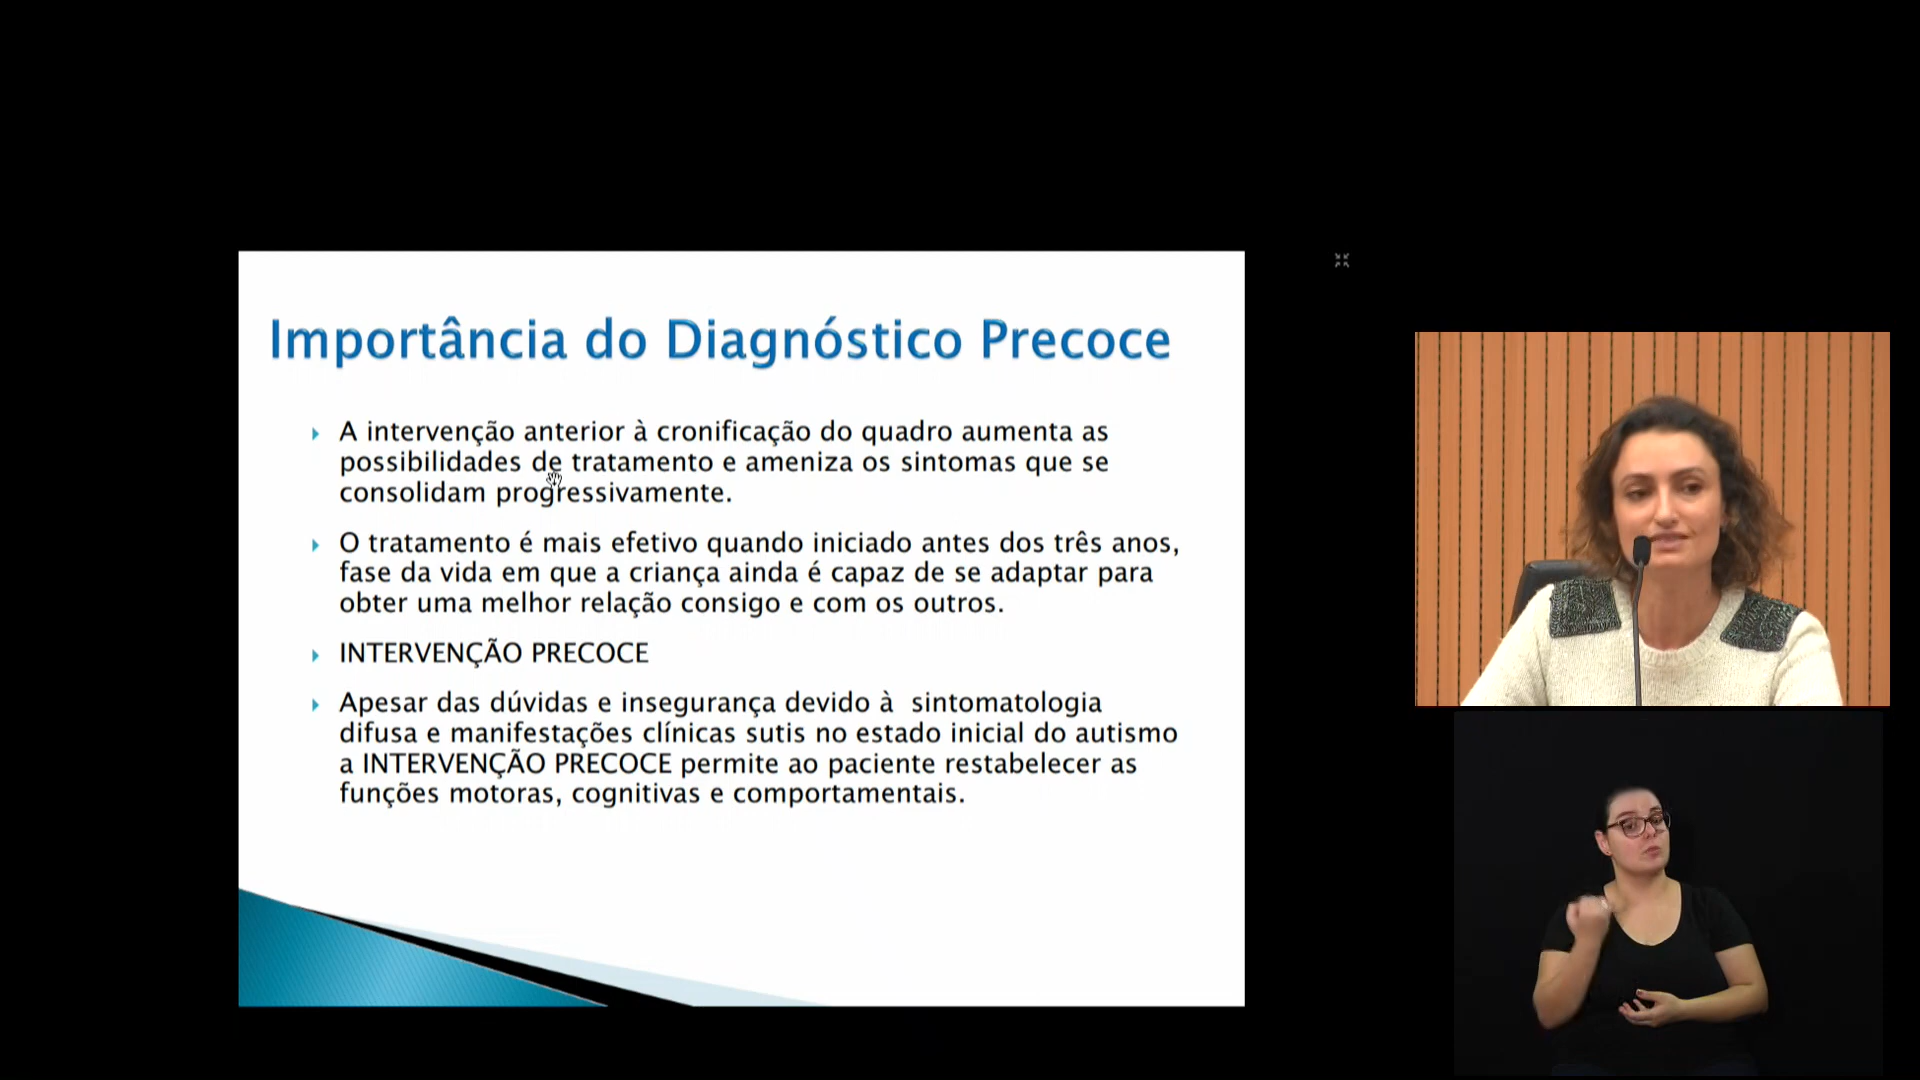 Importância do Diagnóstico Precoce
A intervenção anterior à cronificação do quadro aumenta as
possibilidades de tratamento e ameniza os sintomas que se
consolidam progressivamente.
O tratamento é mais efetivo quando iniciado antes dos três anos,
fase da vida em que a criança ainda é capaz de se adaptar para
obter uma melhor relação consigo e com os outros.
INTERVENÇÃO PRECOCE
Apesar das dúvidas e insegurança devido à  sintomatologia
difusa e manifestações clínicas sutis no estado inicial do autismo
a INTERVENÇÃO PRECOCE permite ao paciente restabelecer as
funções motoras, cognitivas e comportamentais.